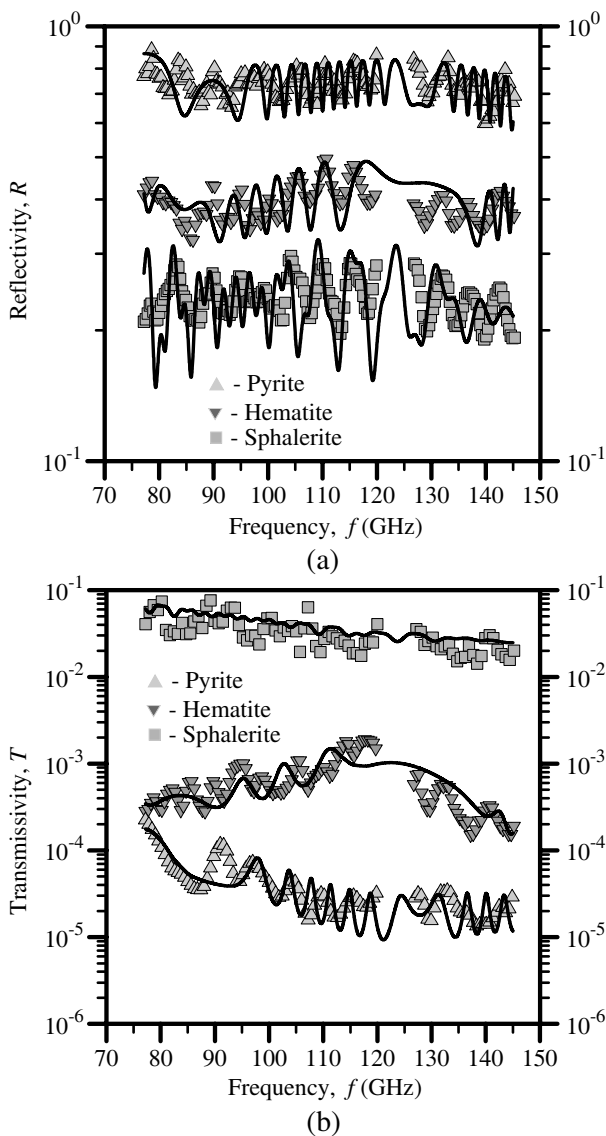 10^0 10^0
Reflectivity, R
- Pyrite
- Hematite
- Sphalerite
10^-1 10^-1
70 80 90 100 110 120 130 140 150
Frequency, f (GHz)
(a)
10^-1 10^-1
10^-2 10^-2
- Pyrite
- Hematite
- Sphalerite
10^-3 10^-3
Transmissivity, T
10^-4 10^-4
10^-5 10^-5
10^-6 10^-6
70 80 90 100 110 120 130 140 150
Frequency, f (GHz)
(b)